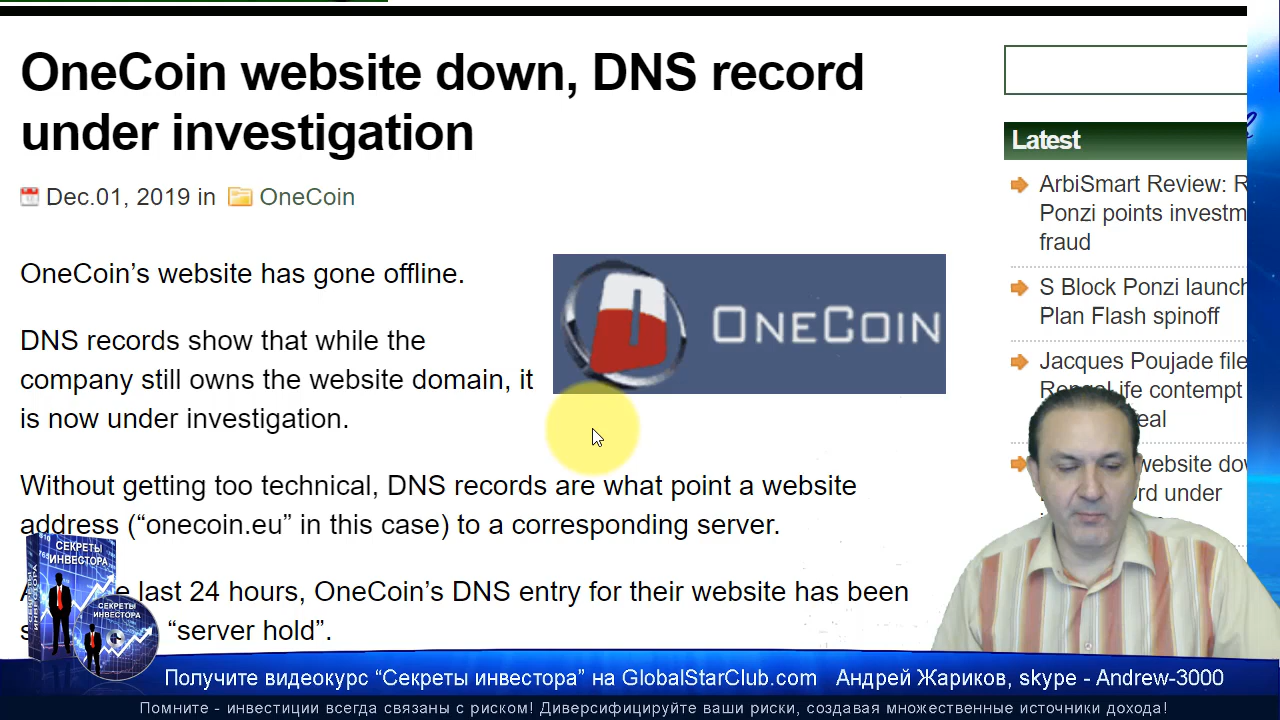 OneCoin website down, DNS record
under investigation
Dec.01, 2019 in OneCoin
OneCoin’s website has gone offline.
ONECOIN
DNS records show that while the
company still owns the website domain, it
is now under investigation.
Without getting too technical, DNS records are what point a website
address (“onecoin.eu” in this case) to a corresponding server.
last 24 hours, OneCoin’s DNS entry for their website has been
“server hold”.
Latest
ArbiSmart Review: R
Ponzi points investm
fraud
S Block Ponzi launch
Plan Flash spinoff
Jacques Poujade file
contempt
website dov
under
СЕКРЕТЫ
ИНВЕСТОРА
СЕКРЕТЫ ИНВЕСТОРА
СЕКРЕТЫ
ИНВЕСТОРА
Получите видеокурс “Секреты инвестора” на GlobalStarClub.com Андрей Жариков, skype - Andrew-3000
Помните - инвестиции всегда связаны с риском! Диверсифицируйте ваши риски, создавая множественные источники дохода!